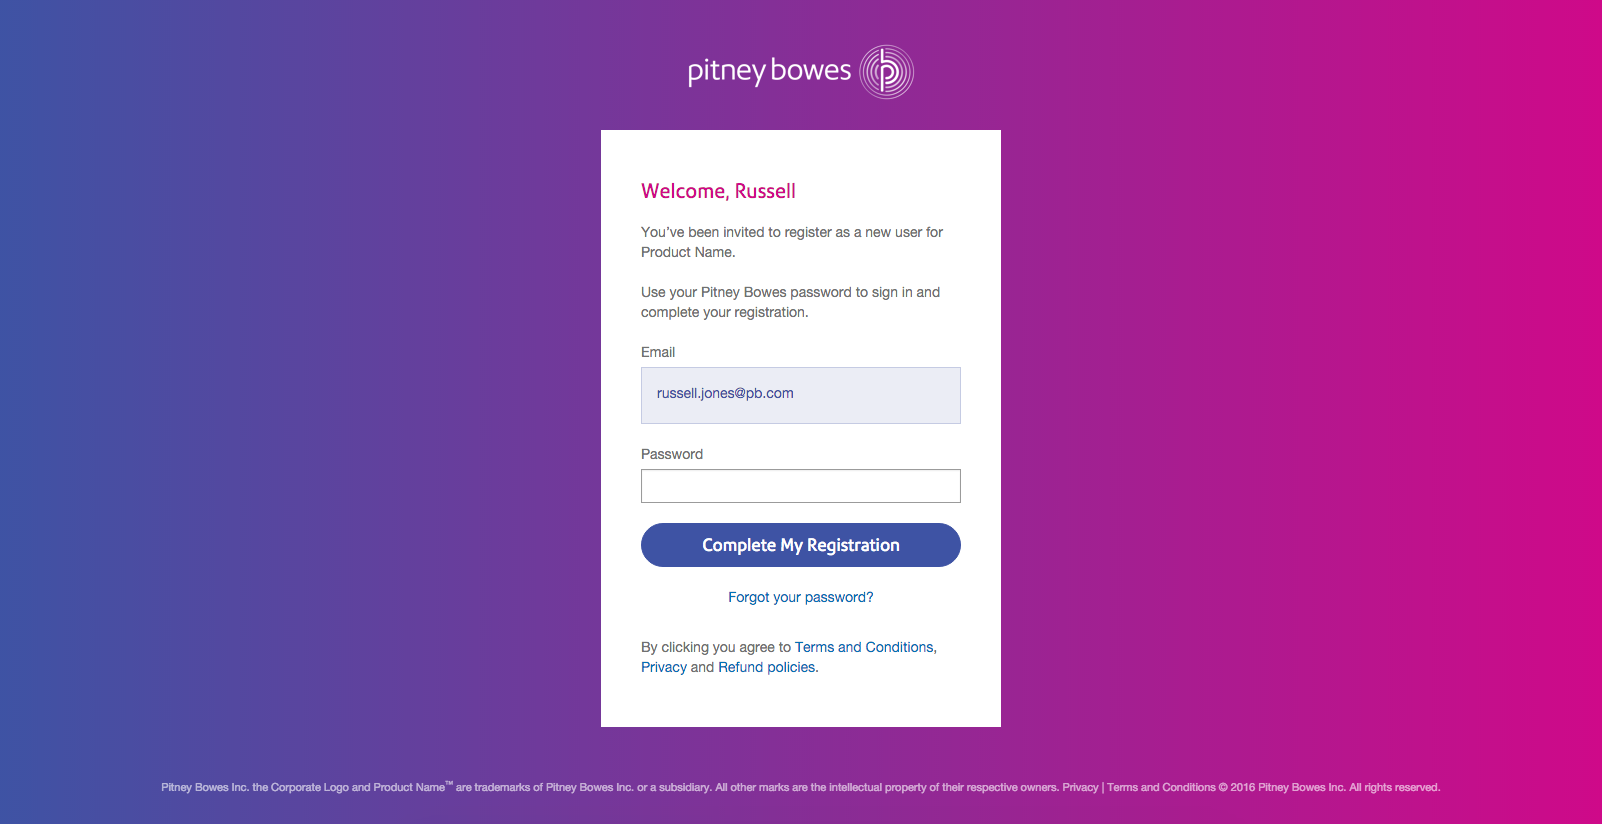 pitney bowes
Welcome, Russell
You’ve been invited to register as a new user for
Product Name.
Use your Pitney Bowes password to sign in and
complete your registration.
Email
russell.jones@pb.com
Password
Complete My Registration
Forgot your password?
By clicking you agree to Terms and Conditions,
Privacy and Refund policies.
Pitney Bowes Inc. the Corporate Logo and Product Name™ are trademarks of Pitney Bowes Inc. or a subsidiary. All other marks are the intellectual property of their respective owners. Privacy | Terms and Conditions © 2016 Pitney Bowes Inc. All rights reserved.